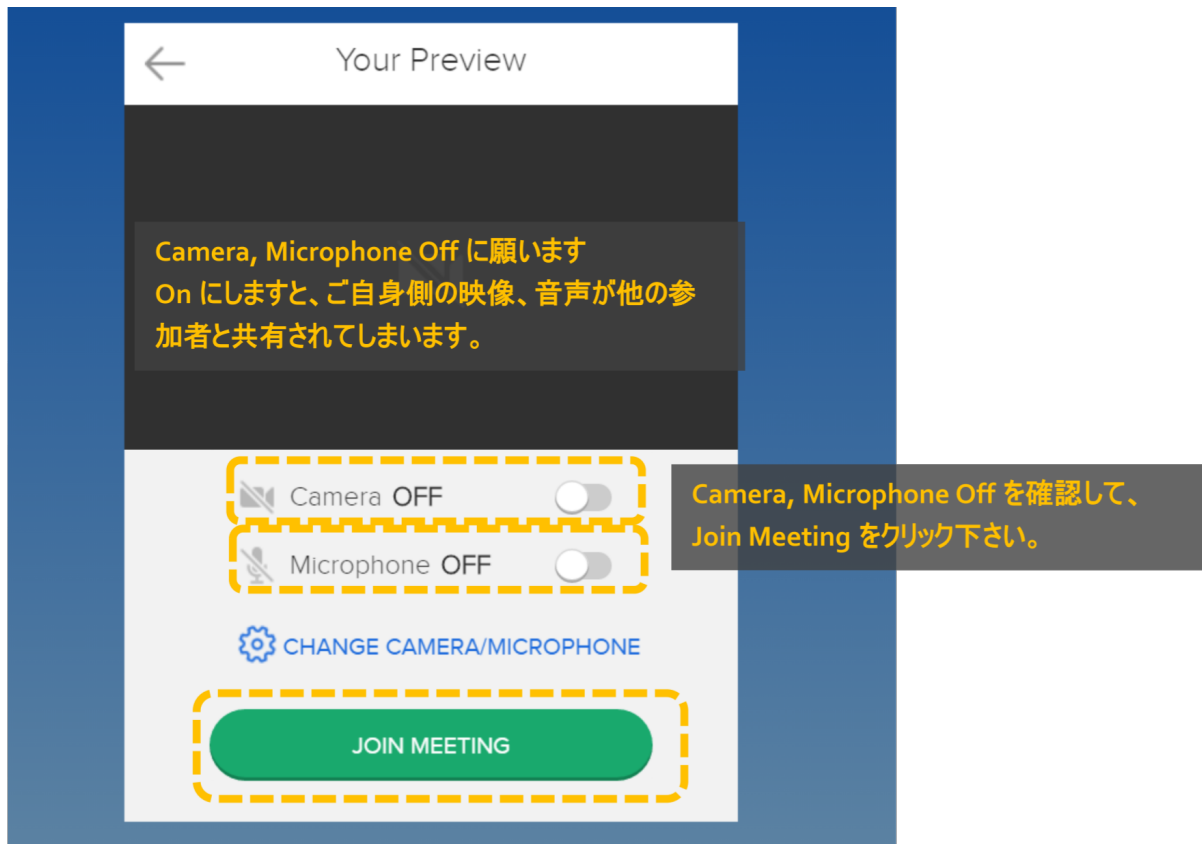 Your Preview
Camera, Microphone Off に願います
On にしますと、ご自身側の映像、音声が他の参
加者と共有されてしまいます。
Camera OFF
Microphone OFF
Camera, Microphone Off を確認して、
Join Meeting をクリック下さい。
CHANGE CAMERA/MICROPHONE
JOIN MEETING